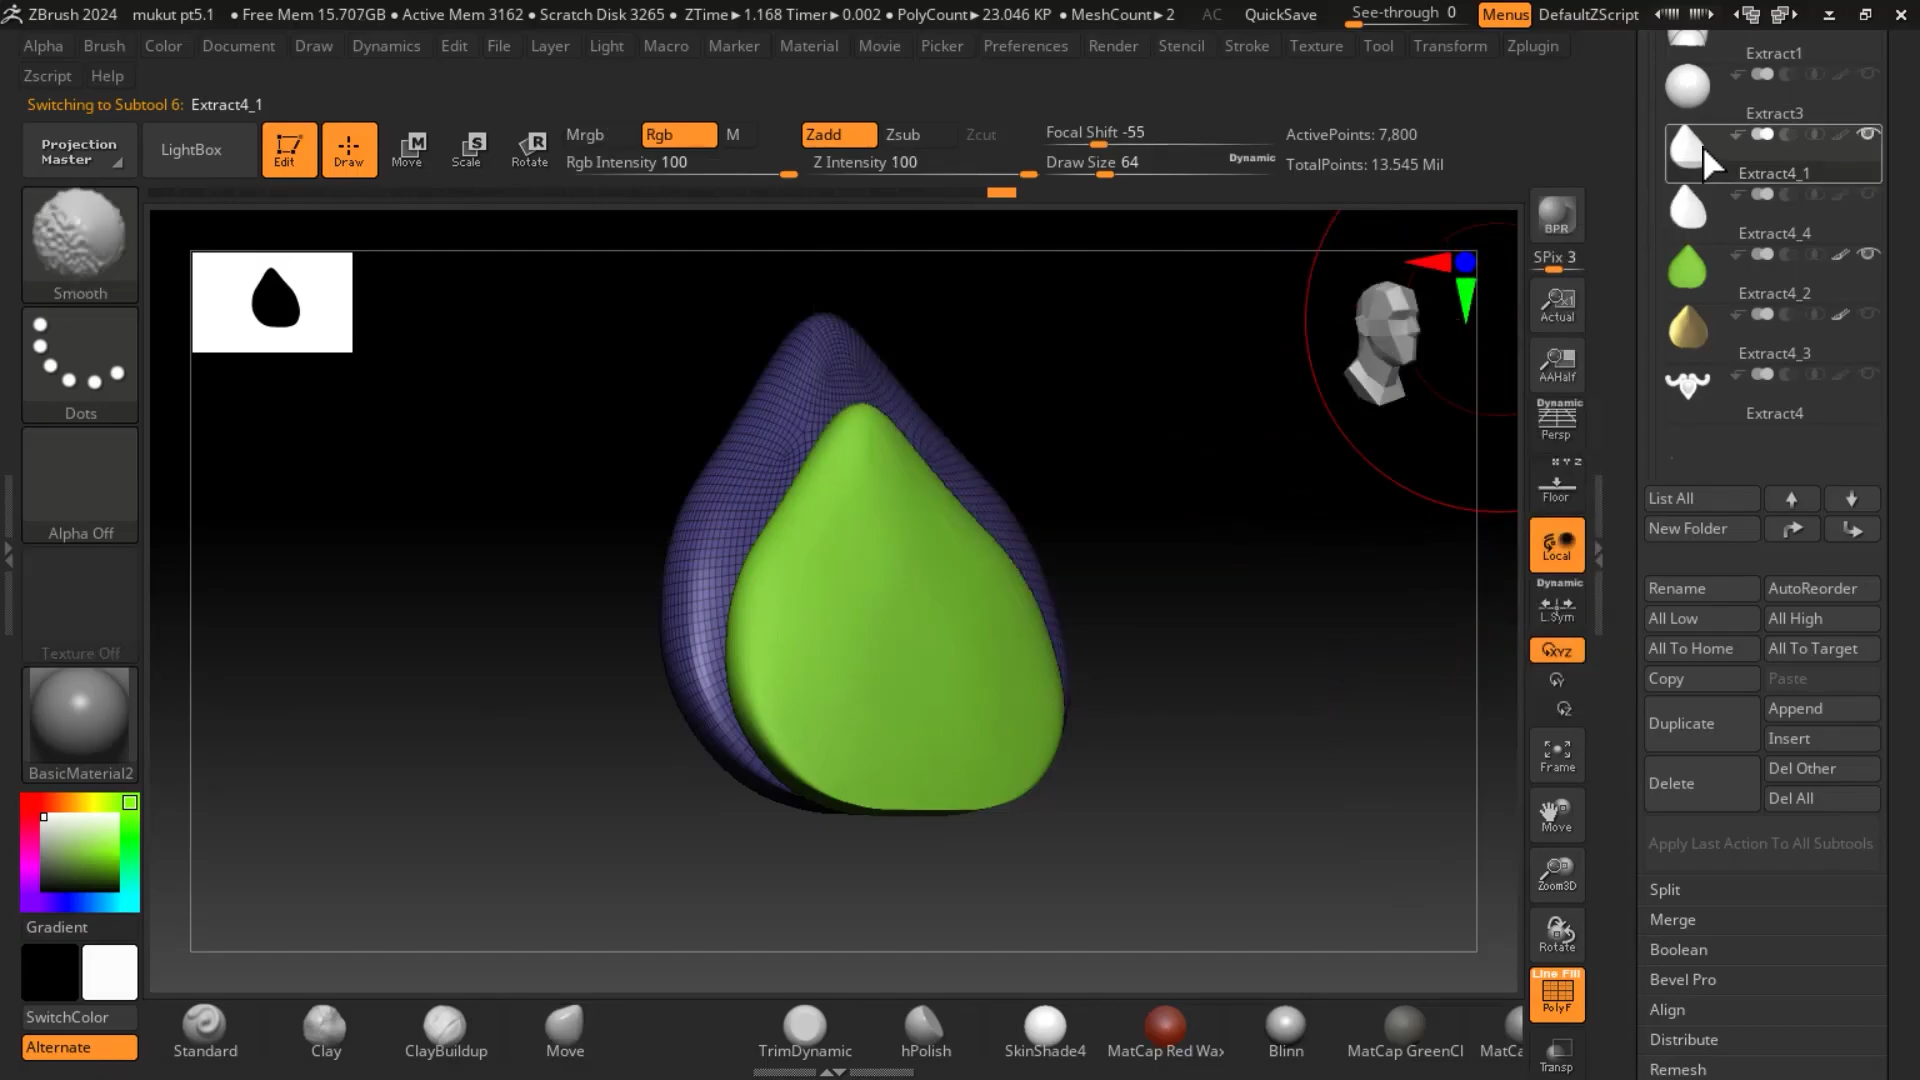 ZBrush 2024 mukut pt5.1 ● Free Mem 15.707GB ● Active Mem 3162 ● Scratch Disk 3265 ● ZTime►1.168 Timer►0.002 ● PolyCount►23.046 KP ● MeshCount►2 AC QuickSave See-through 0 Menus DefaultZScript
Alpha Brush Color Document Draw Dynamics Edit File Layer Light Macro Marker Material Movie Picker Preferences Render Stencil Stroke Texture Tool Transform Zplugin
Zscript Help
Switching to Subtool 6: Extract4_1
Projection Master
LightBox
Edit
Draw
Move
Scale
Rotate
Mrgb Rgb M
Rgb Intensity 100
Zadd Zsub Zcut
Z Intensity 100
Focal Shift -55
Draw Size 64
Dynamic
ActivePoints: 7,800
TotalPoints: 13.545 Mil
Smooth
Dots
Alpha Off
Texture Off
BasicMaterial2
Gradient
SwitchColor
Alternate
BPR
SPix 3
Actual
AAHalf
Dynamic
Persp
X Y Z
Floor
Local
Dynamic
L.Sym
XYZ
Y
Z
Frame
Move
Zoom3D
Rotate
Line Fill
PolyF
Transp
Extract1
Extract3
Extract4_1
Extract4_4
Extract4_2
Extract4_3
Extract4
List All
New Folder
Rename AutoReorder
All Low All High
All To Home All To Target
Copy Paste
Duplicate Append
Insert
Delete Del Other
Del All
Apply Last Action To All Subtools
Split
Merge
Boolean
Bevel Pro
Align
Distribute
Remesh
Standard Clay ClayBuildup Move TrimDynamic hPolish SkinShade4 MatCap Red Wax Blinn MatCap GreenCl MatCa